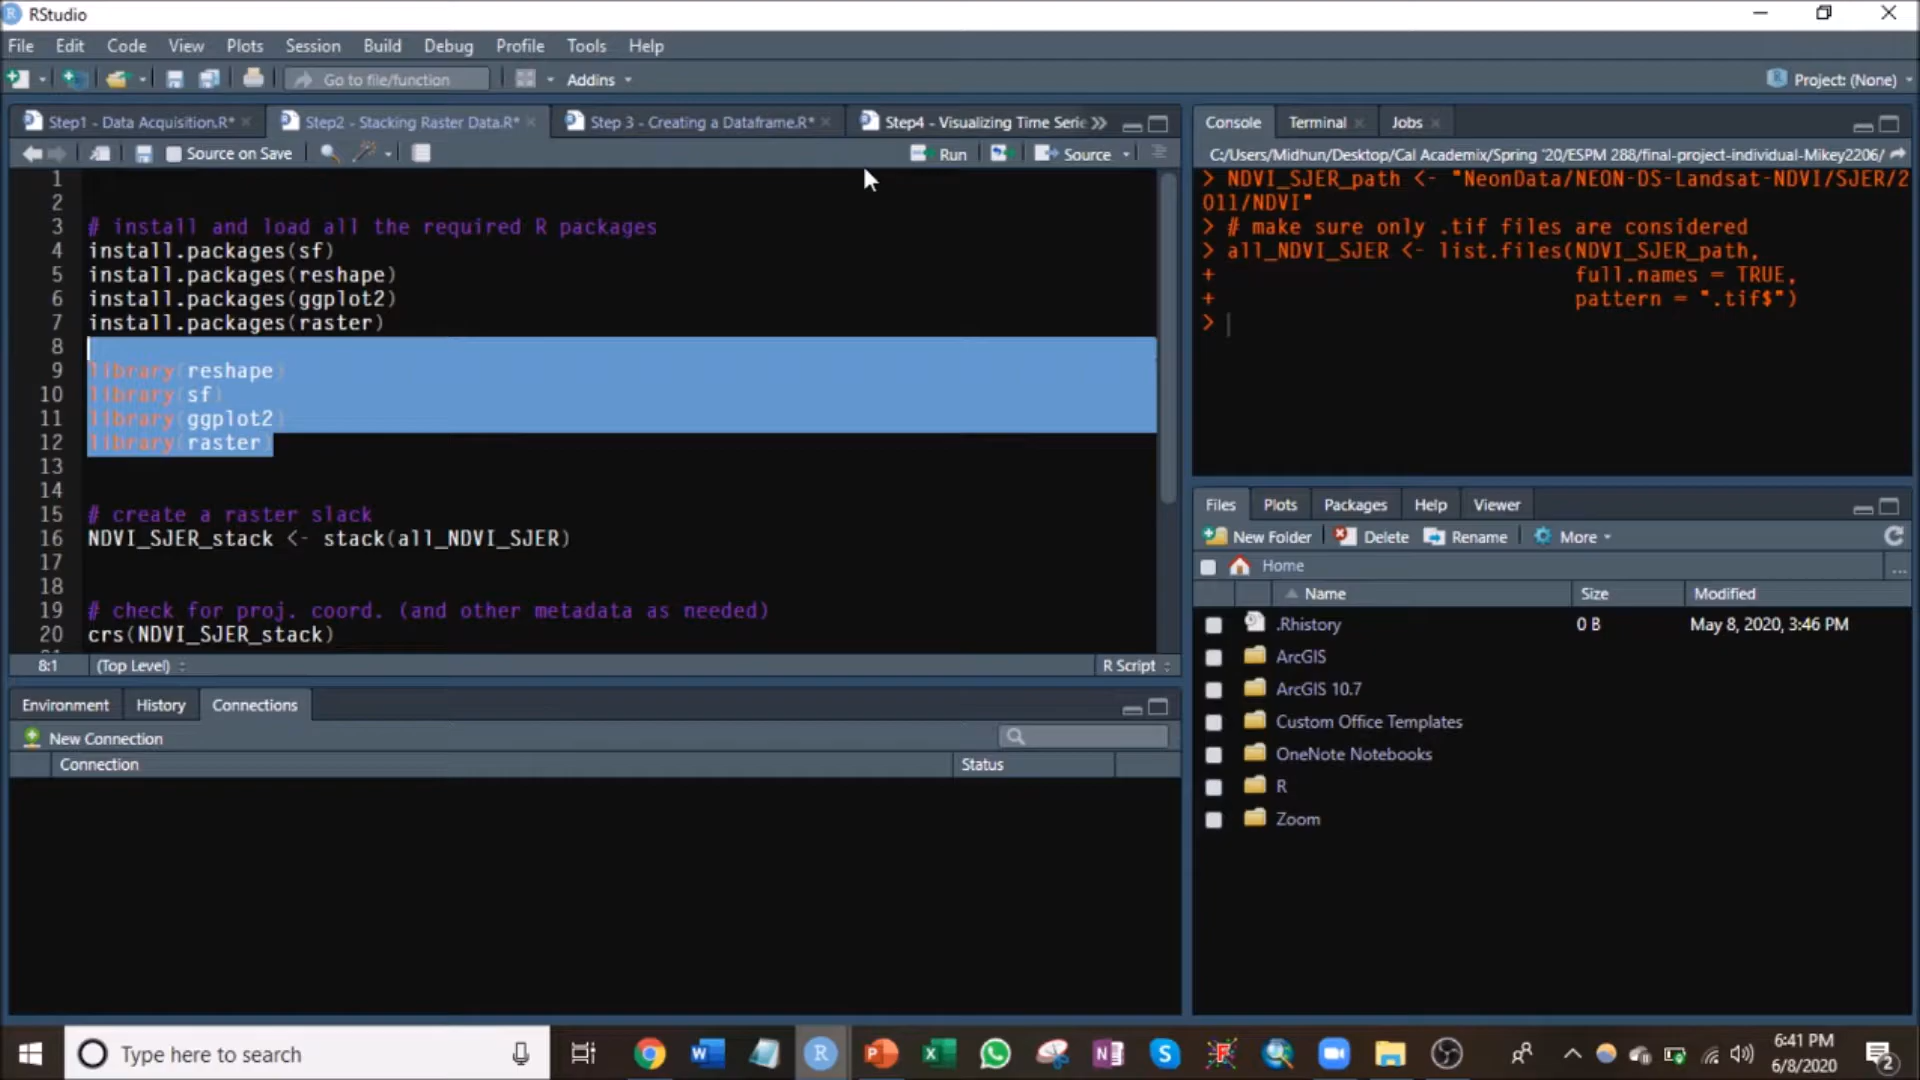 RStudio
File Edit Code View Plots Session Build Debug Profile Tools Help
Go to file/function Addins Project: (None)
Step1 - Data Acquisition.R* Step2 - Stacking Raster Data.R* Step 3 - Creating a Dataframe.R* Step4 - Visualizing Time Serie
Source on Save Run Source
1
2
3 # install and load all the required R packages
4 install.packages(sf)
5 install.packages(reshape)
6 install.packages(ggplot2)
7 install.packages(raster)
8
9 library(reshape)
10 library(sf)
11 library(ggplot2)
12 library(raster)
13
14
15 # create a raster slack
16 NDVI_SJER_stack <- stack(all_NDVI_SJER)
17
18
19 # check for proj. coord. (and other metadata as needed)
20 crs(NDVI_SJER_stack)
8:1 (Top Level) R Script
Environment History Connections
New Connection
Connection Status
Console Terminal Jobs
C:/Users/Midhun/Desktop/Cal Academix/Spring '20/ESPM 288/final-project-individual-Mikey2206/
> NDVI_SJER_path <- "NeonData/NEON-DS-Landsat-NDVI/SJER/2
011/NDVI"
> # make sure only .tif files are considered
> all_NDVI_SJER <- list.files(NDVI_SJER_path,
+ full.names = TRUE,
+ pattern = ".tif$")
>
Files Plots Packages Help Viewer
New Folder Delete Rename More
Home ...
Name Size Modified
.Rhistory 0 B May 8, 2020, 3:46 PM
ArcGIS
ArcGIS 10.7
Custom Office Templates
OneNote Notebooks
R
Zoom
Type here to search
6:41 PM
6/8/2020
2